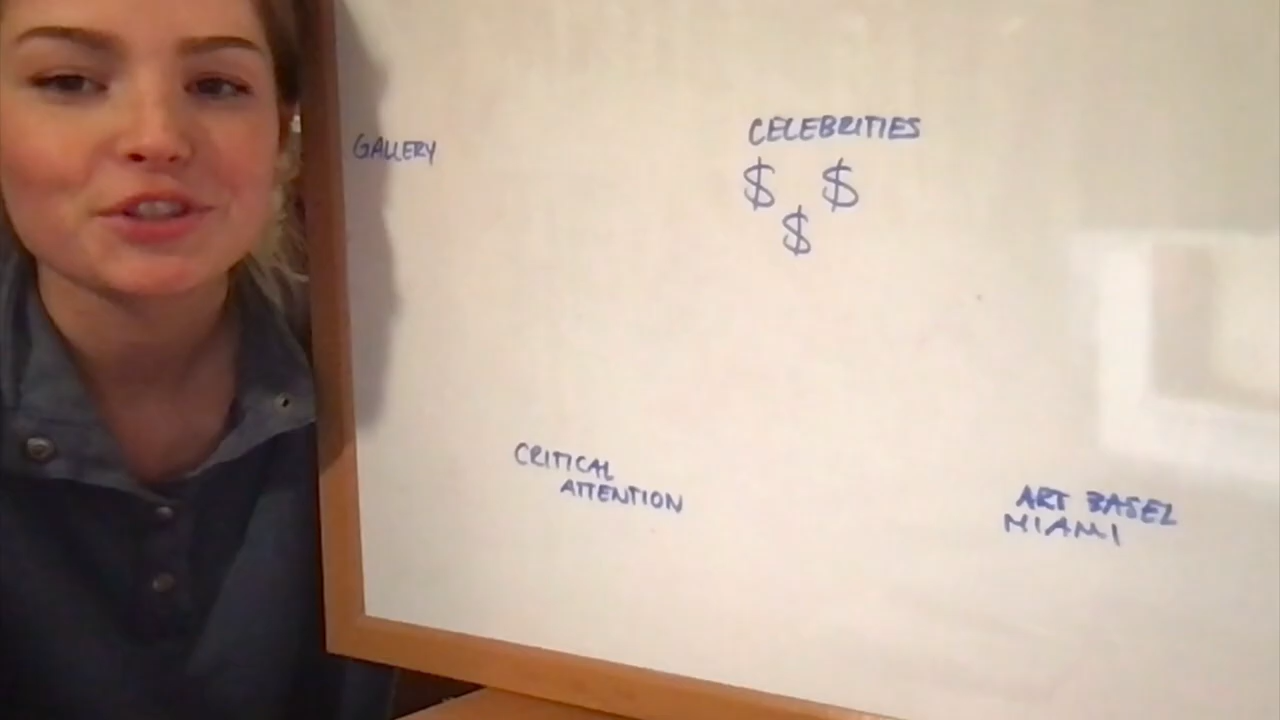 GALLERY
CELEBRITIES
$ $
$
CRITICAL
ATTENTION
ART BASEL
MIAMI